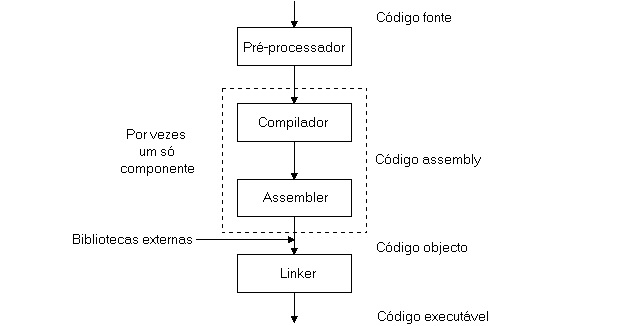 Código fonte
Pré-processador
Compilador
Por vezes
um só
componente
Código assembly
Assembler
Bibliotecas externas
Código objecto
Linker
Código executável